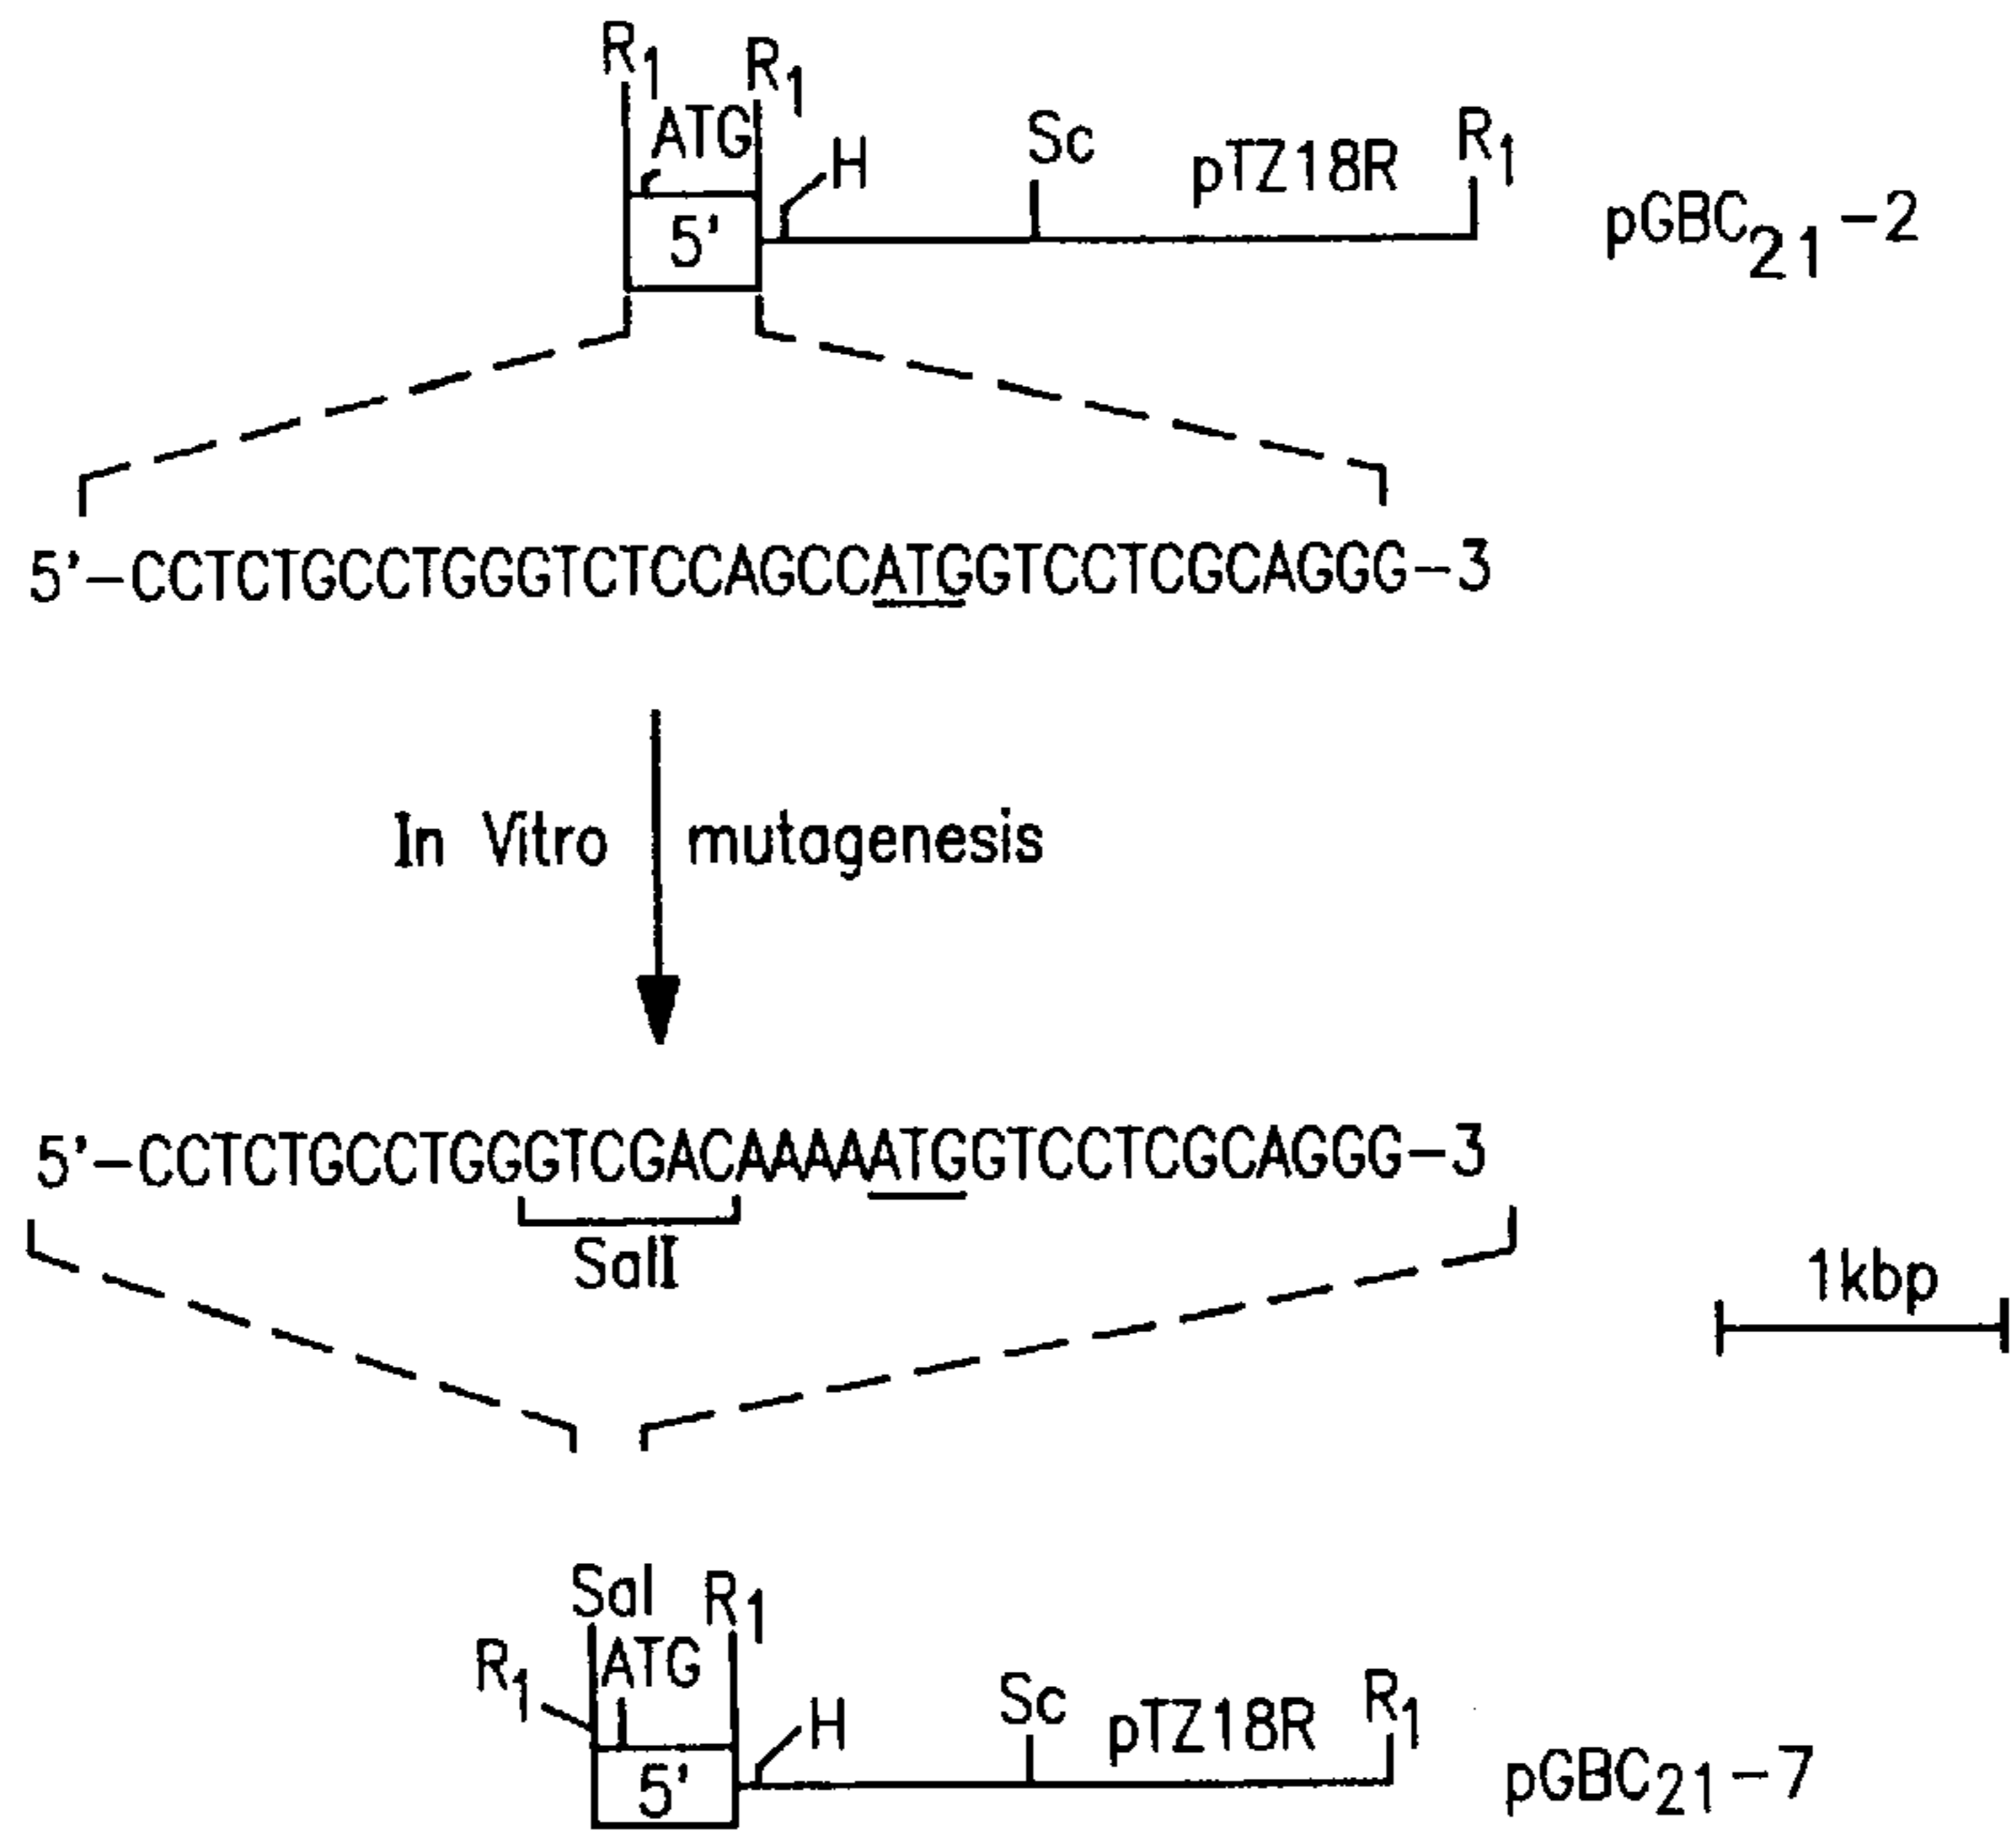 R1 R1
ATG H Sc pTZ18R R1
5' pGBC21-2
5'-CCTCTGCCTGGGTCTCCAGCCATGGTCCTCGCAGGG-3
In Vitro mutagenesis
5'-CCTCTGCCTGGGTCGACAAAAATGGTCCTCGCAGGG-3
SalI
1kbp
Sal R1
R1 ATG H Sc pTZ18R R1
5' pGBC21-7